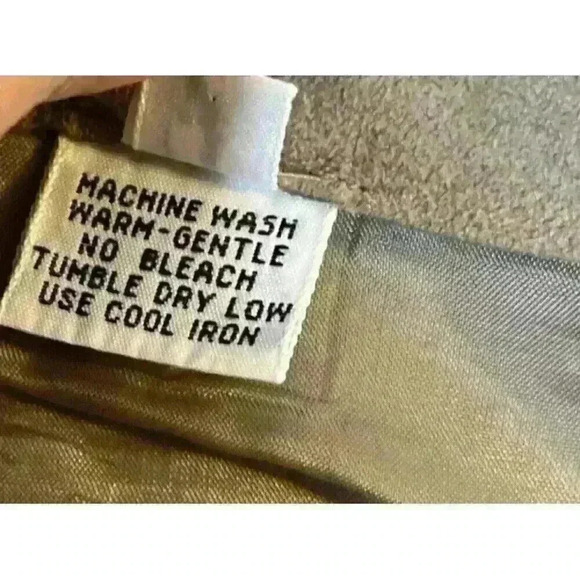 MACHINE WASH
WARM-GENTLE
NO BLEACH
TUMBLE DRY LOW
USE COOL IRON